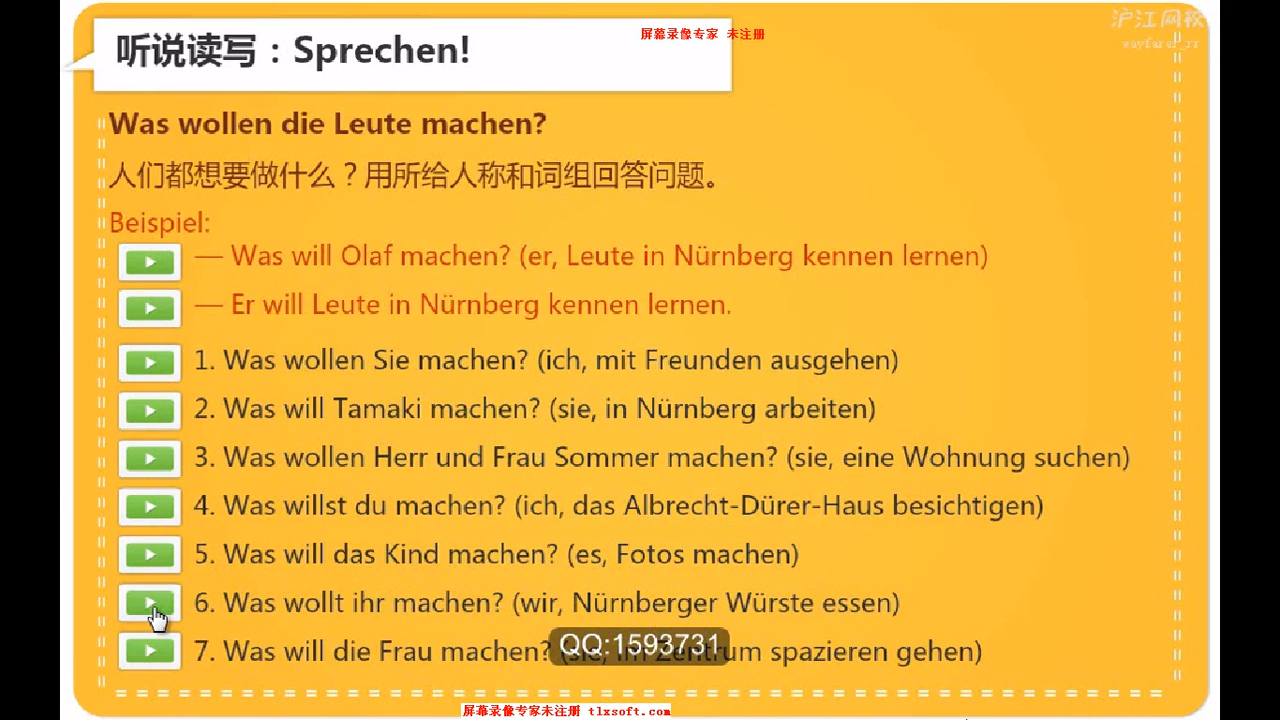 沪江网校
wayfarer_rr
屏幕录像专家 未注册
听说读写：Sprechen!
Was wollen die Leute machen?
人们都想要做什么？用所给人称和词组回答问题。
Beispiel:
— Was will Olaf machen? (er, Leute in Nürnberg kennen lernen)
— Er will Leute in Nürnberg kennen lernen.
1. Was wollen Sie machen? (ich, mit Freunden ausgehen)
2. Was will Tamaki machen? (sie, in Nürnberg arbeiten)
3. Was wollen Herr und Frau Sommer machen? (sie, eine Wohnung suchen)
4. Was willst du machen? (ich, das Albrecht-Dürer-Haus besichtigen)
5. Was will das Kind machen? (es, Fotos machen)
6. Was wollt ihr machen? (wir, Nürnberger Würste essen)
7. Was will die Frau machen? (sie, im Zentrum spazieren gehen)
QQ:1593731
屏幕录像专家未注册 tlxsoft.com